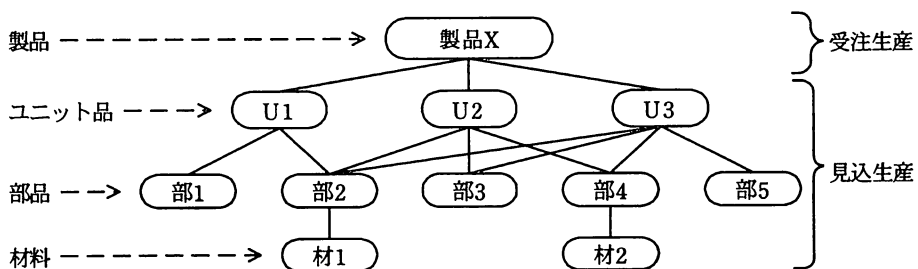 製品 製品X 受注生産
ユニット品 U1 U2 U3
見込生産
部品 部1 部2 部3 部4 部5
材料 材1 材2